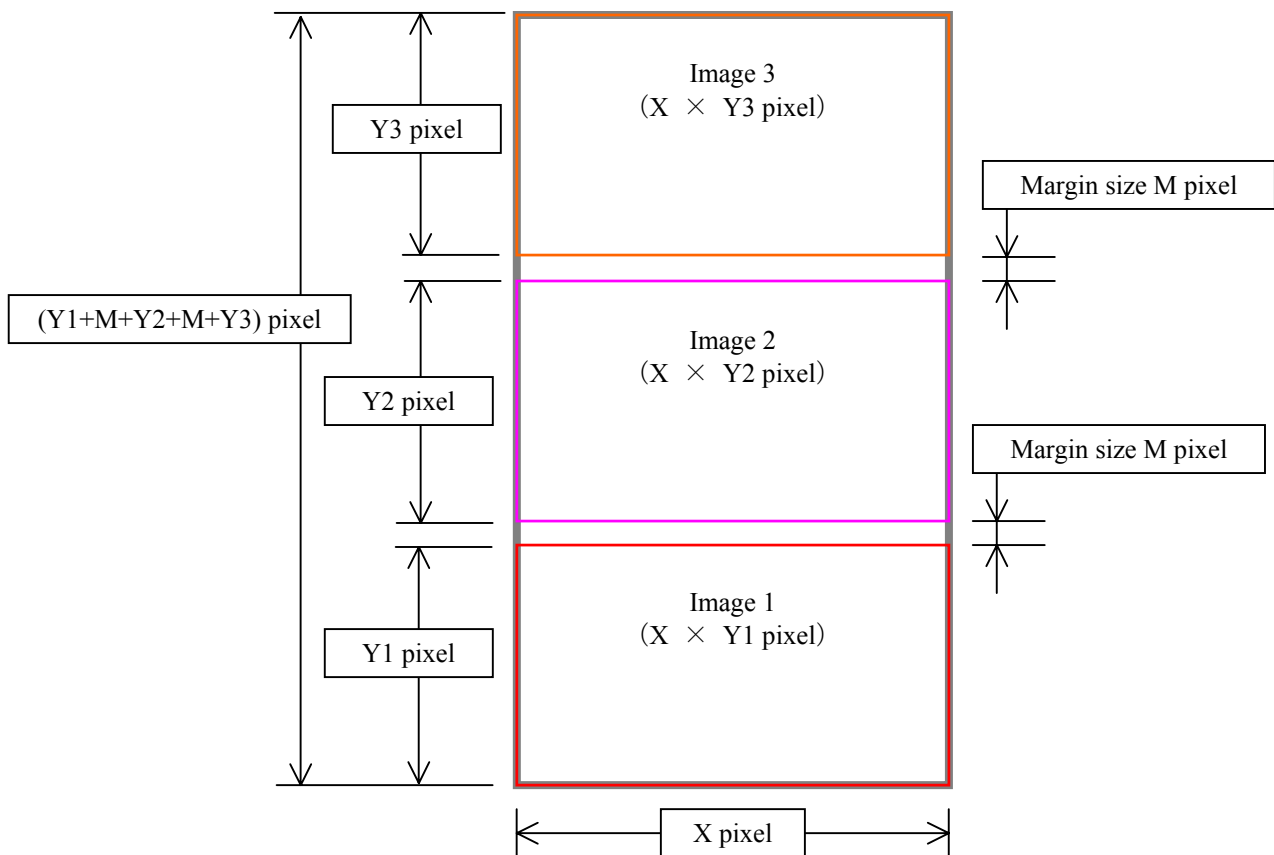 Image 3
（X × Y3 pixel）
Y3 pixel
Margin size M pixel
(Y1+M+Y2+M+Y3) pixel
Image 2
（X × Y2 pixel）
Y2 pixel
Margin size M pixel
Image 1
（X × Y1 pixel）
Y1 pixel
X pixel